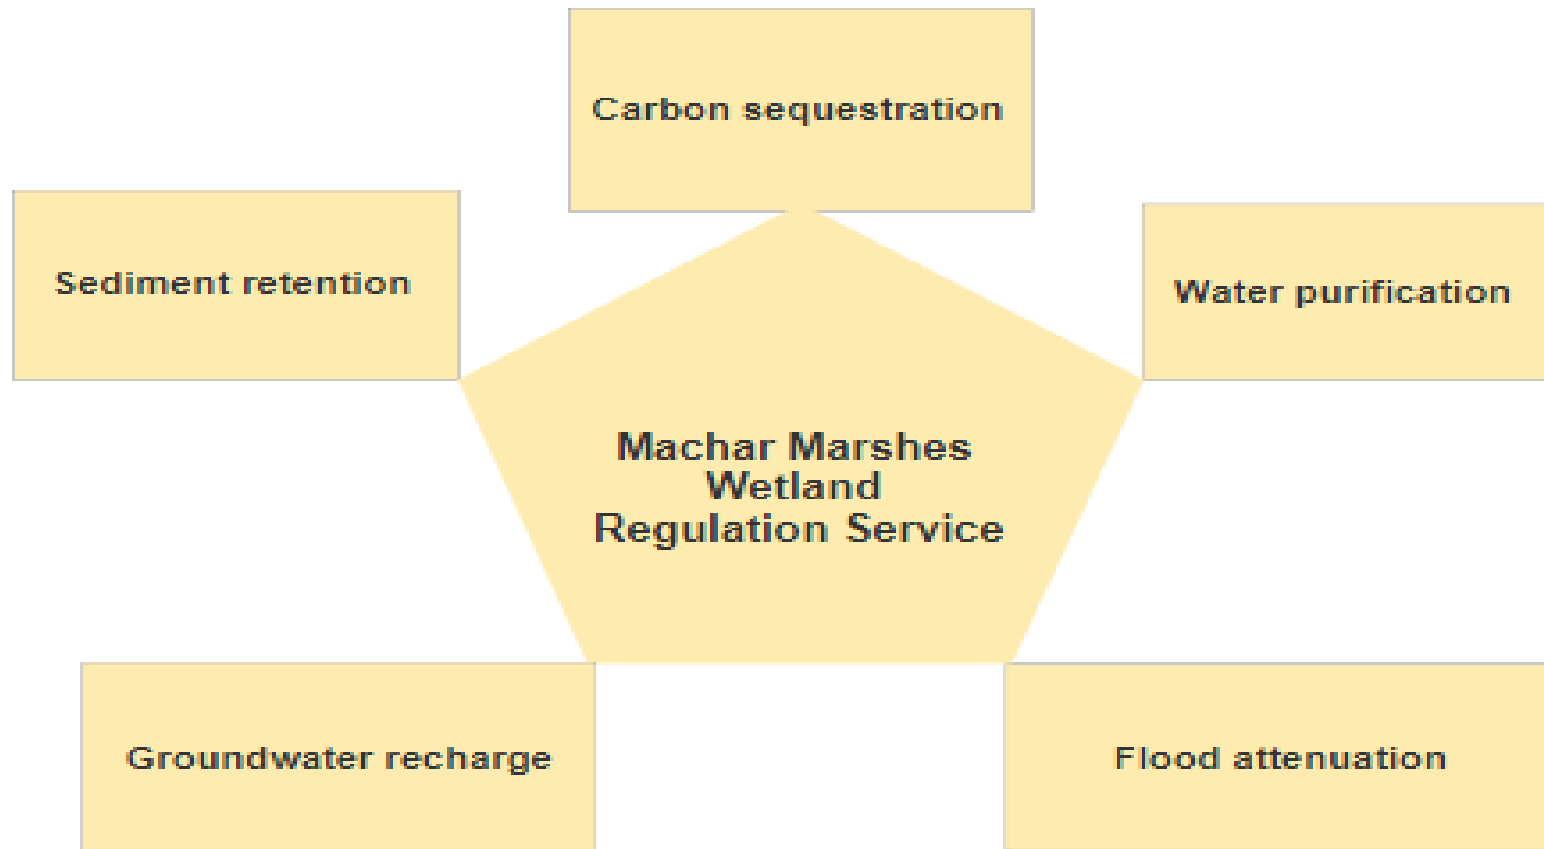 Carbon sequestration
Sediment retention
Water purification
Machar Marshes
Wetland
Regulation Service
Groundwater recharge
Flood attenuation